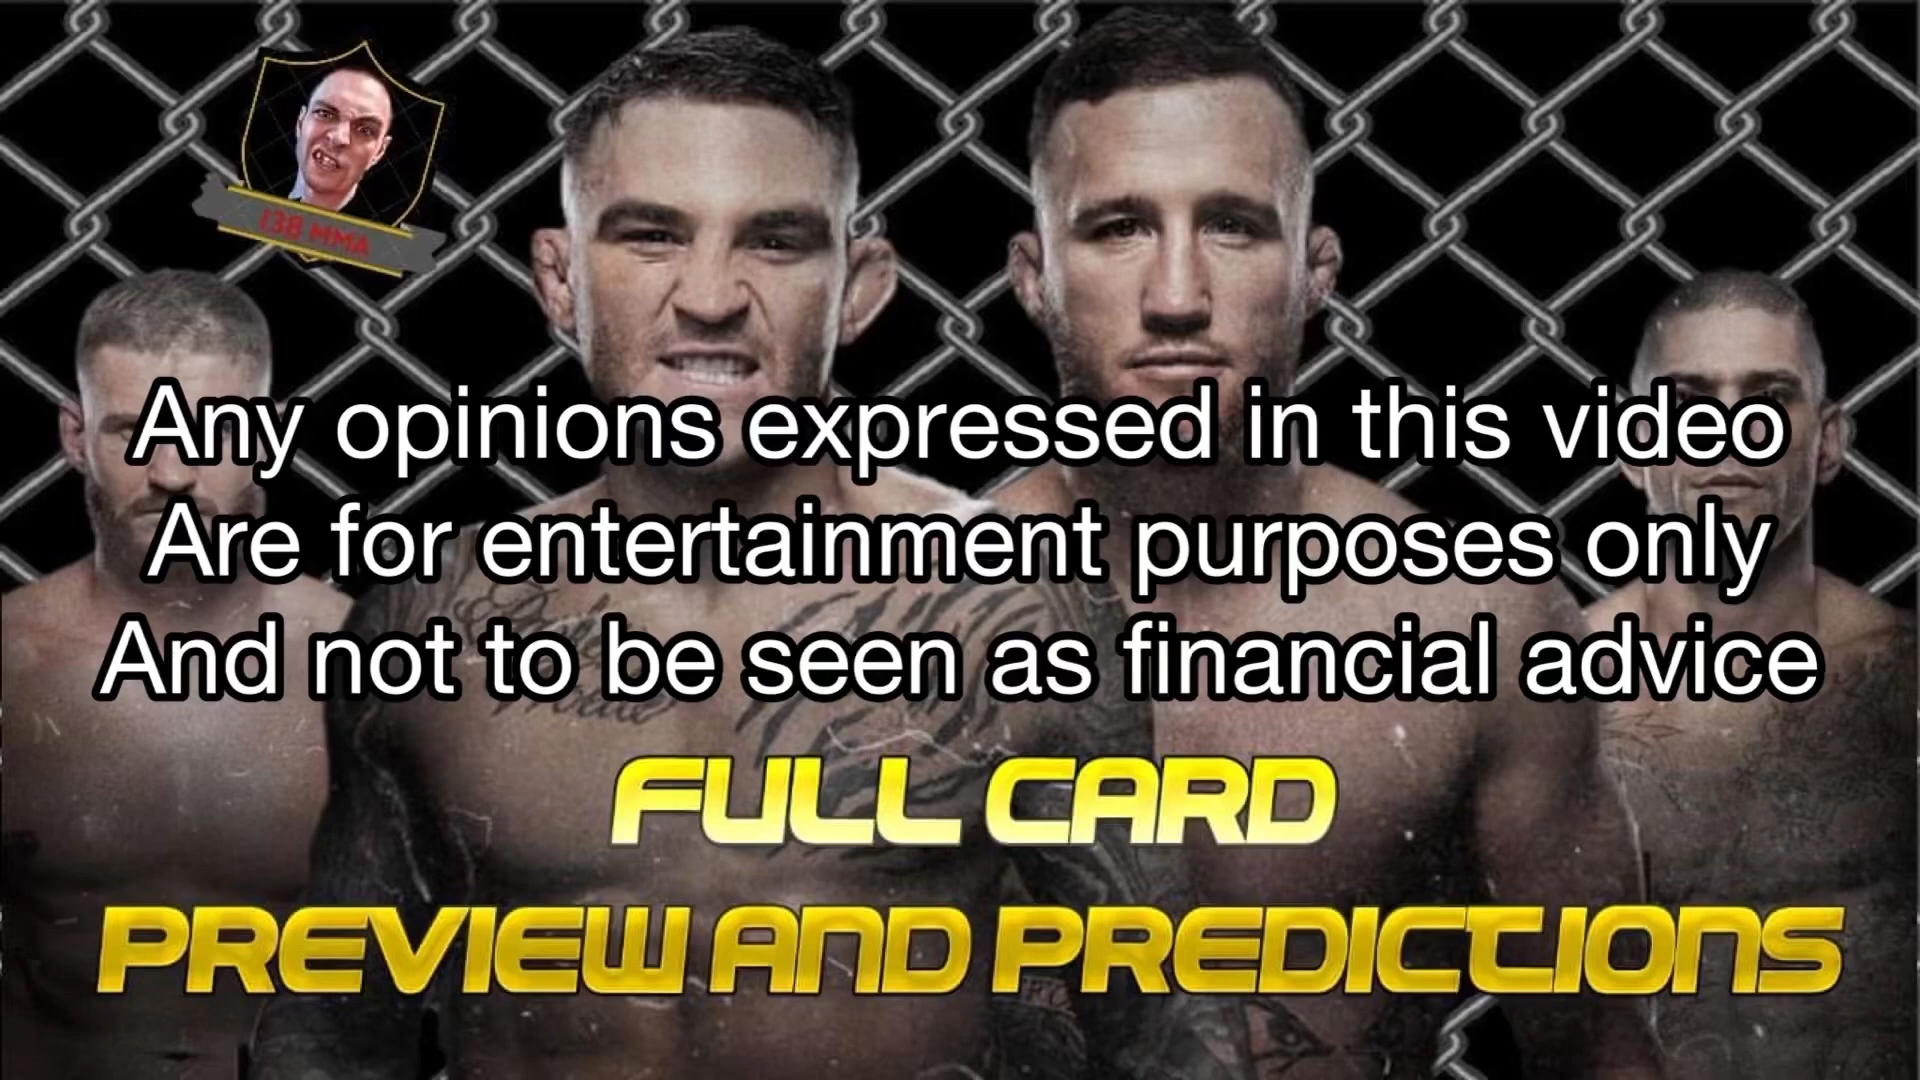 138 MMA
Any opinions expressed in this video
Are for entertainment purposes only
And not to be seen as financial advice
FULL CARD
PREVIEW AND PREDICTIONS